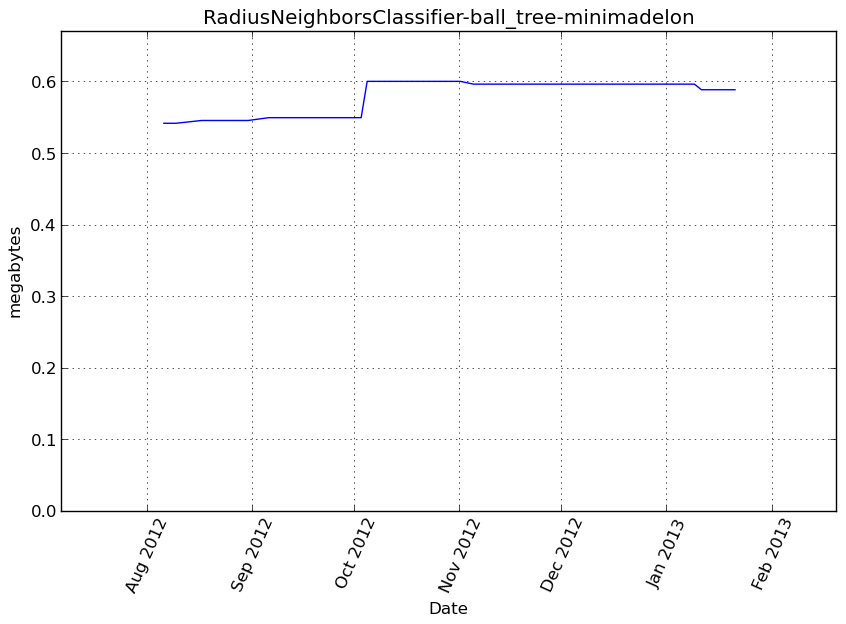 RadiusNeighborsClassifier-ball_tree-minimadelon
megabytes
0.6
0.5
0.4
0.3
0.2
0.1
0.0
Aug 2012
Sep 2012
Oct 2012
Nov 2012
Dec 2012
Jan 2013
Feb 2013
Date